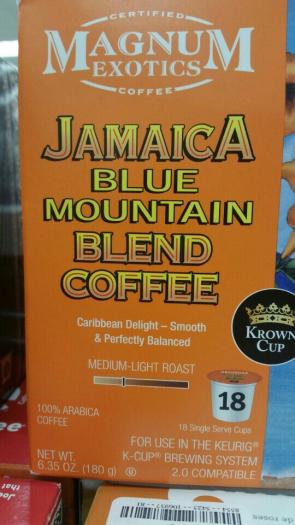 CERTIFIED
MAGNUM
EXOTICS
COFFEE
JAMAICA
BLUE
MOUNTAIN
BLEND
COFFEE
Caribbean Delight – Smooth
& Perfectly Balanced
KROWN
CUP
MEDIUM-LIGHT ROAST
18
100% ARABICA
COFFEE
18 Single Serve Cups
FOR USE IN THE KEURIG®
NET WT.
K-CUP® BREWING SYSTEM
6.35 OZ. (180 g)
2.0 COMPATIBLE